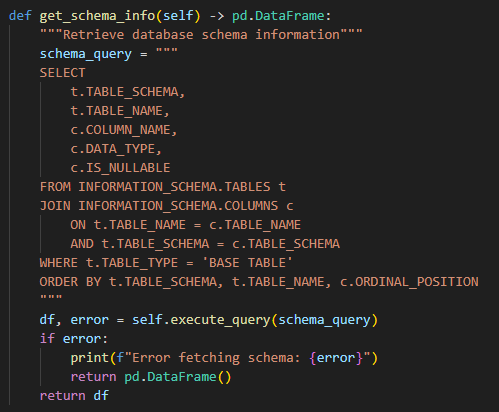 def get_schema_info(self) -> pd.DataFrame:
    """Retrieve database schema information"""
    schema_query = """
    SELECT
        t.TABLE_SCHEMA,
        t.TABLE_NAME,
        c.COLUMN_NAME,
        c.DATA_TYPE,
        c.IS_NULLABLE
    FROM INFORMATION_SCHEMA.TABLES t
    JOIN INFORMATION_SCHEMA.COLUMNS c
        ON t.TABLE_NAME = c.TABLE_NAME
        AND t.TABLE_SCHEMA = c.TABLE_SCHEMA
    WHERE t.TABLE_TYPE = 'BASE TABLE'
    ORDER BY t.TABLE_SCHEMA, t.TABLE_NAME, c.ORDINAL_POSITION
    """
    df, error = self.execute_query(schema_query)
    if error:
        print(f"Error fetching schema: {error}")
        return pd.DataFrame()
    return df